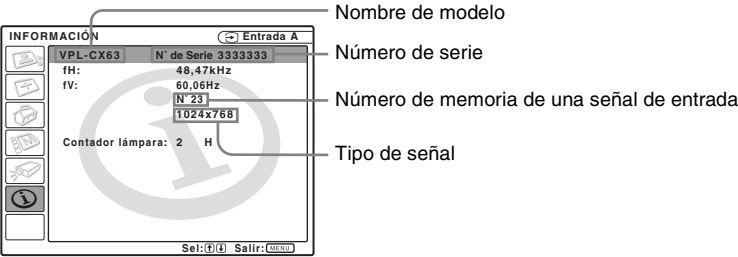 INFORMACIÓN Entrada A
VPL-CX63 N° de Serie 3333333
fH: 48,47kHz
fV: 60,06Hz
N° 23
1024x768
Contador lámpara: 2 H
Sel: Salir: MENU
Nombre de modelo
Número de serie
Número de memoria de una señal de entrada
Tipo de señal